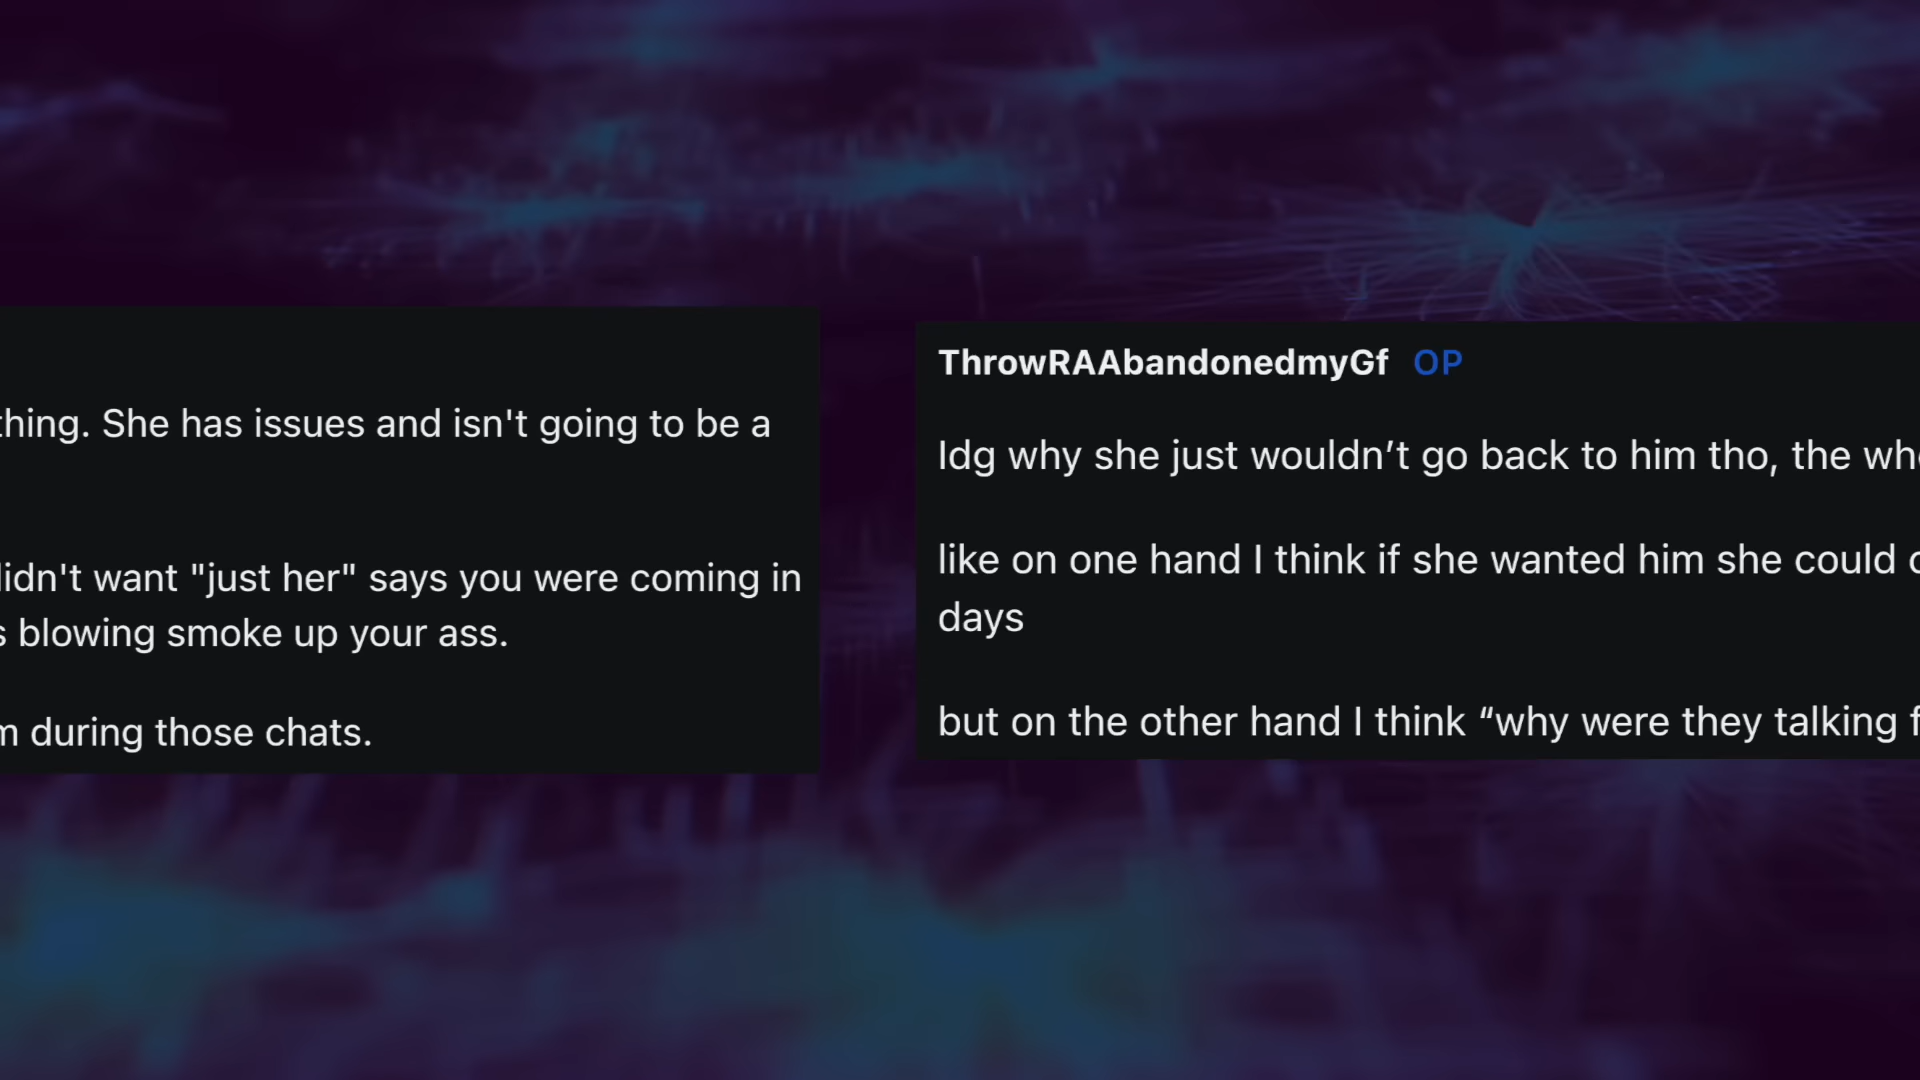 thing. She has issues and isn't going to be a
didn't want "just her" says you were coming in
blowing smoke up your ass.
during those chats.
ThrowRAAbandonedmyGf OP
Idg why she just wouldn’t go back to him tho, the
like on one hand I think if she wanted him she could
days
but on the other hand I think “why were they talking